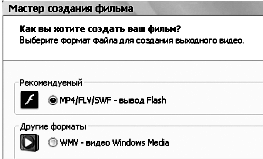 Мастер создания фильма
Как вы хотите создать ваш фильм?
Выберите формат файла для создания выходного видео.
Рекомендуемый
MP4/FLV/SWF - вывод Flash
Другие форматы
WMV - видео Windows Media